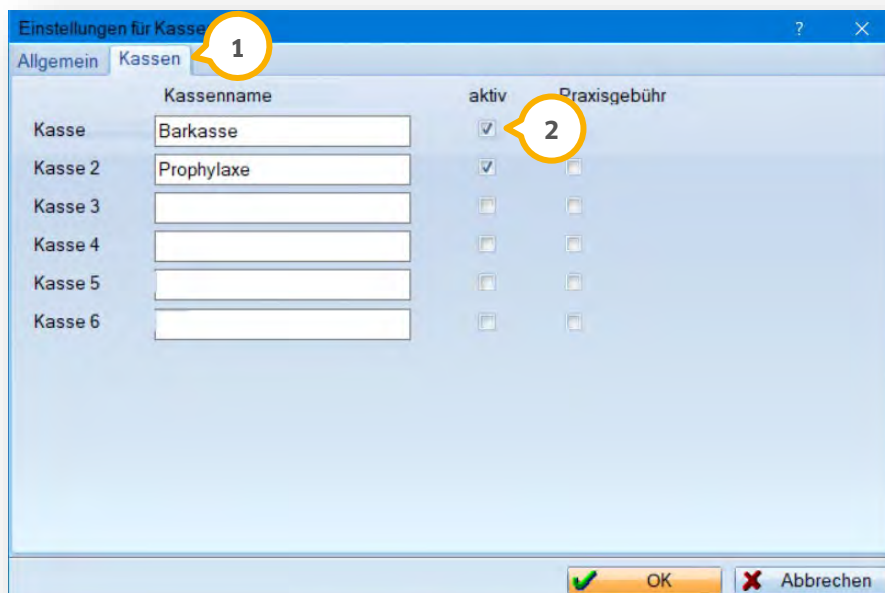 Einstellungen für Kasse ? ×
1
Allgemein Kassen
Kassenname aktiv Praxisgebühr
Kasse Barkasse 2
Kasse 2 Prophylaxe
Kasse 3
Kasse 4
Kasse 5
Kasse 6
OK Abbrechen